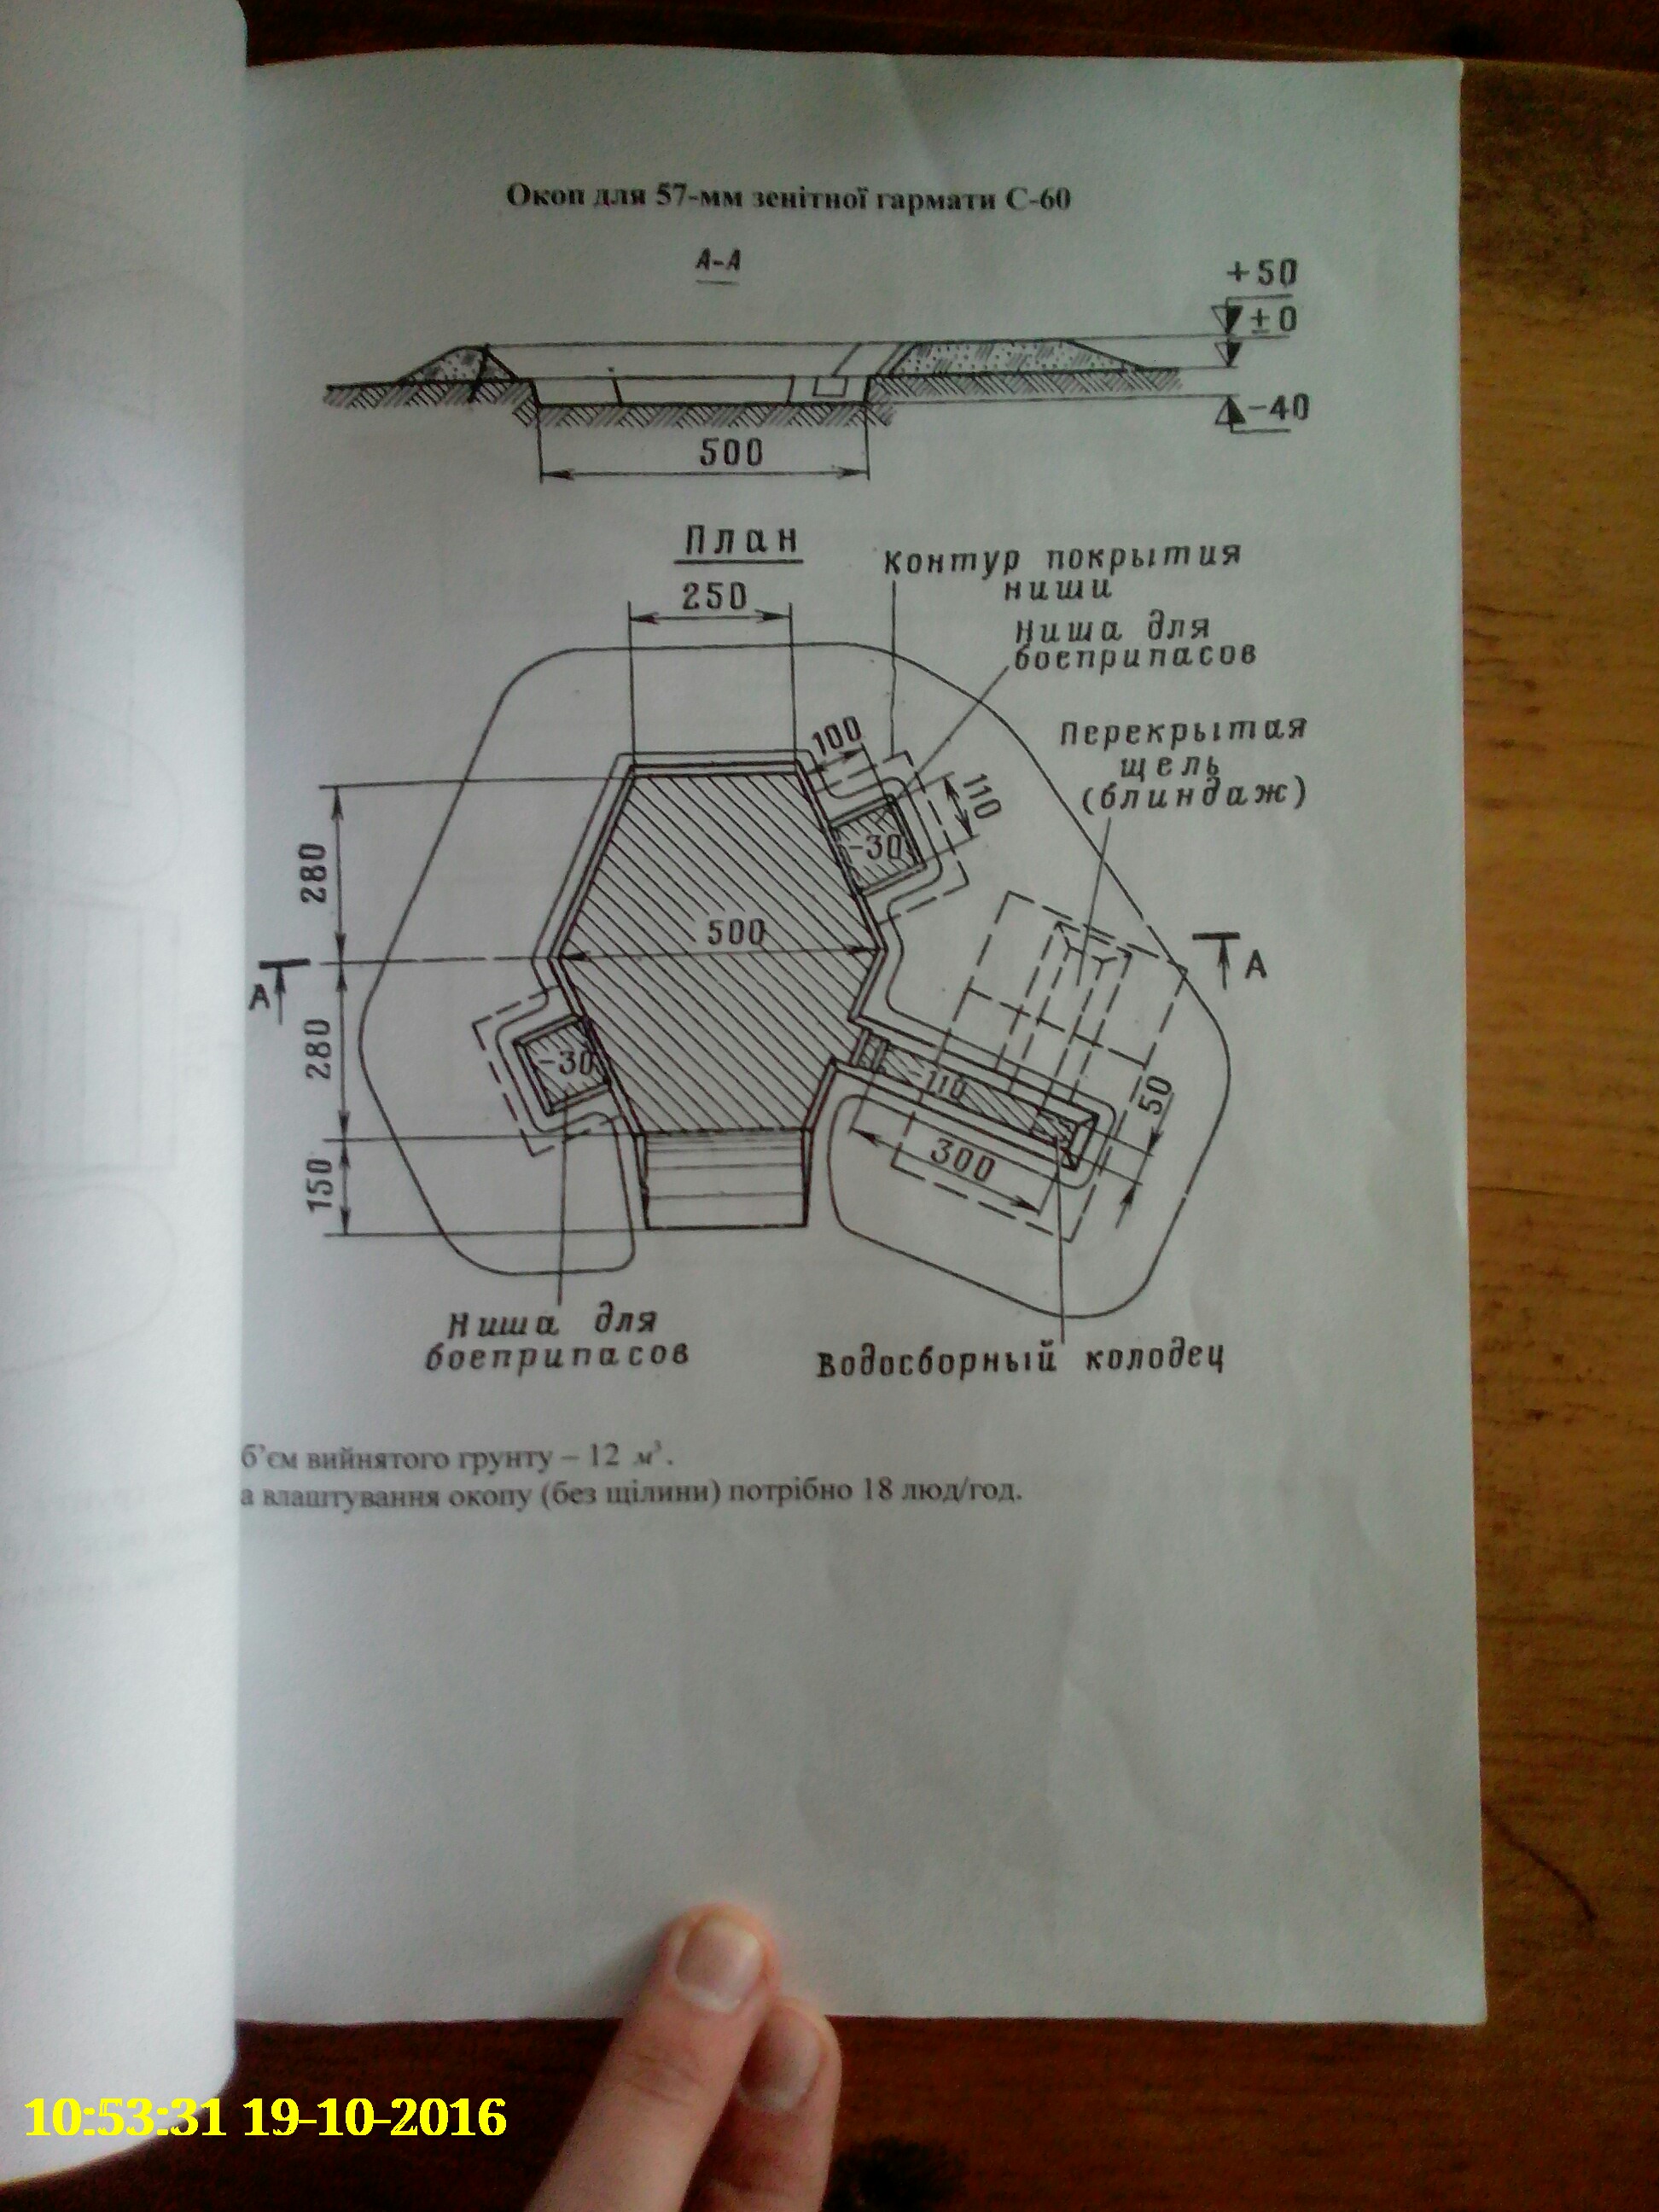 Окоп для 57-мм зенітної гармати С-60
А-А
+50
±0
-40
500
План
250
Контур покрытия
ниши
Ниша для
боеприпасов
Перекрытая
щель
(блиндаж)
100
110
-30
280
500
А
А
280
-30
-110
50
300
150
Ниша для
боеприпасов
Водосборный колодец
б'єм вийнятого грунту – 12 м³.
а влаштування окопу (без щілини) потрібно 18 люд/год.
10:53:31 19-10-2016